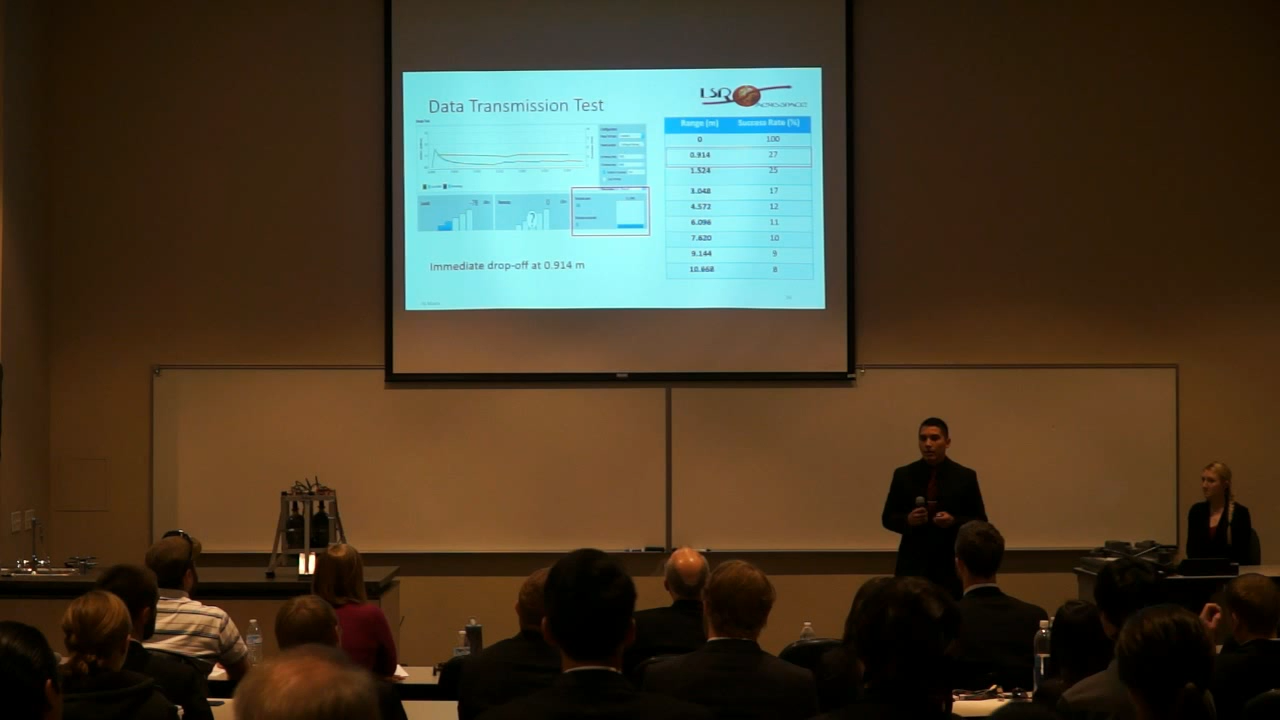 Data Transmission Test
LSR
AEROSPACE
Range (m) Success Rate (%)
0 100
0.914 27
1.524 25
3.048 17
4.572 12
6.096 11
7.620 10
9.144 9
10.668 8
Immediate drop-off at 0.914 m